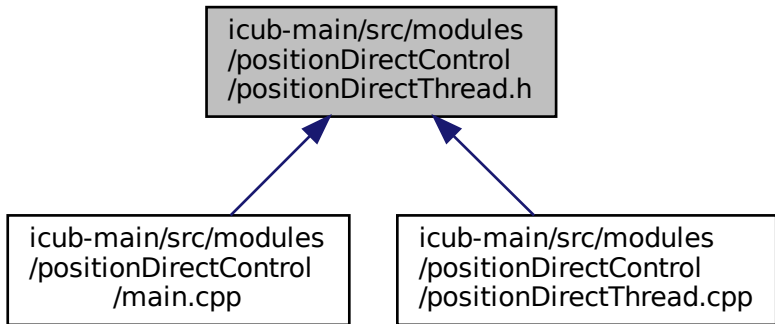 icub-main/src/modules
/positionDirectControl
/positionDirectThread.h
icub-main/src/modules
/positionDirectControl
/main.cpp
icub-main/src/modules
/positionDirectControl
/positionDirectThread.cpp